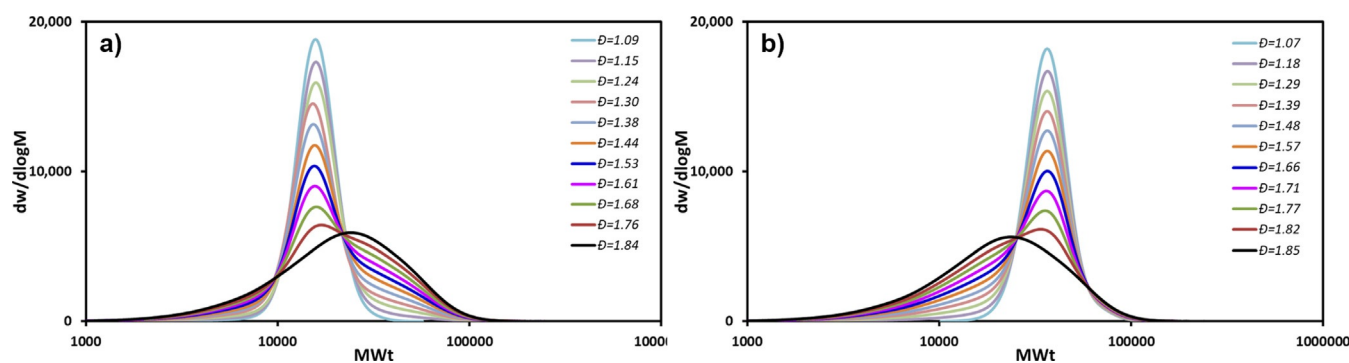 a)
20,000
10,000
0
dw/dlogM
1000
10000
100000
10000
MWt
Đ=1.09
Đ=1.15
Đ=1.24
Đ=1.30
Đ=1.38
Đ=1.44
Đ=1.53
Đ=1.61
Đ=1.68
Đ=1.76
Đ=1.84
b)
20,000
10,000
0
dw/dlogM
1000
10000
100000
1000000
MWt
Đ=1.07
Đ=1.18
Đ=1.29
Đ=1.39
Đ=1.48
Đ=1.57
Đ=1.66
Đ=1.71
Đ=1.77
Đ=1.82
Đ=1.85